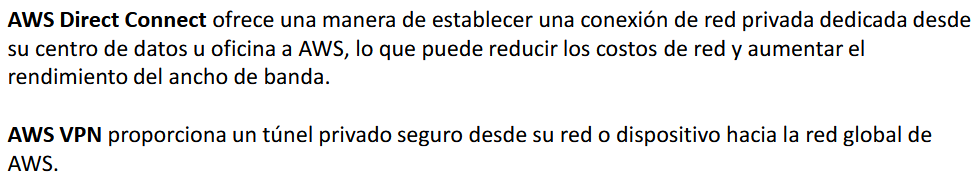 AWS Direct Connect ofrece una manera de establecer una conexión de red privada dedicada desde
su centro de datos u oficina a AWS, lo que puede reducir los costos de red y aumentar el
rendimiento del ancho de banda.
AWS VPN proporciona un túnel privado seguro desde su red o dispositivo hacia la red global de
AWS.